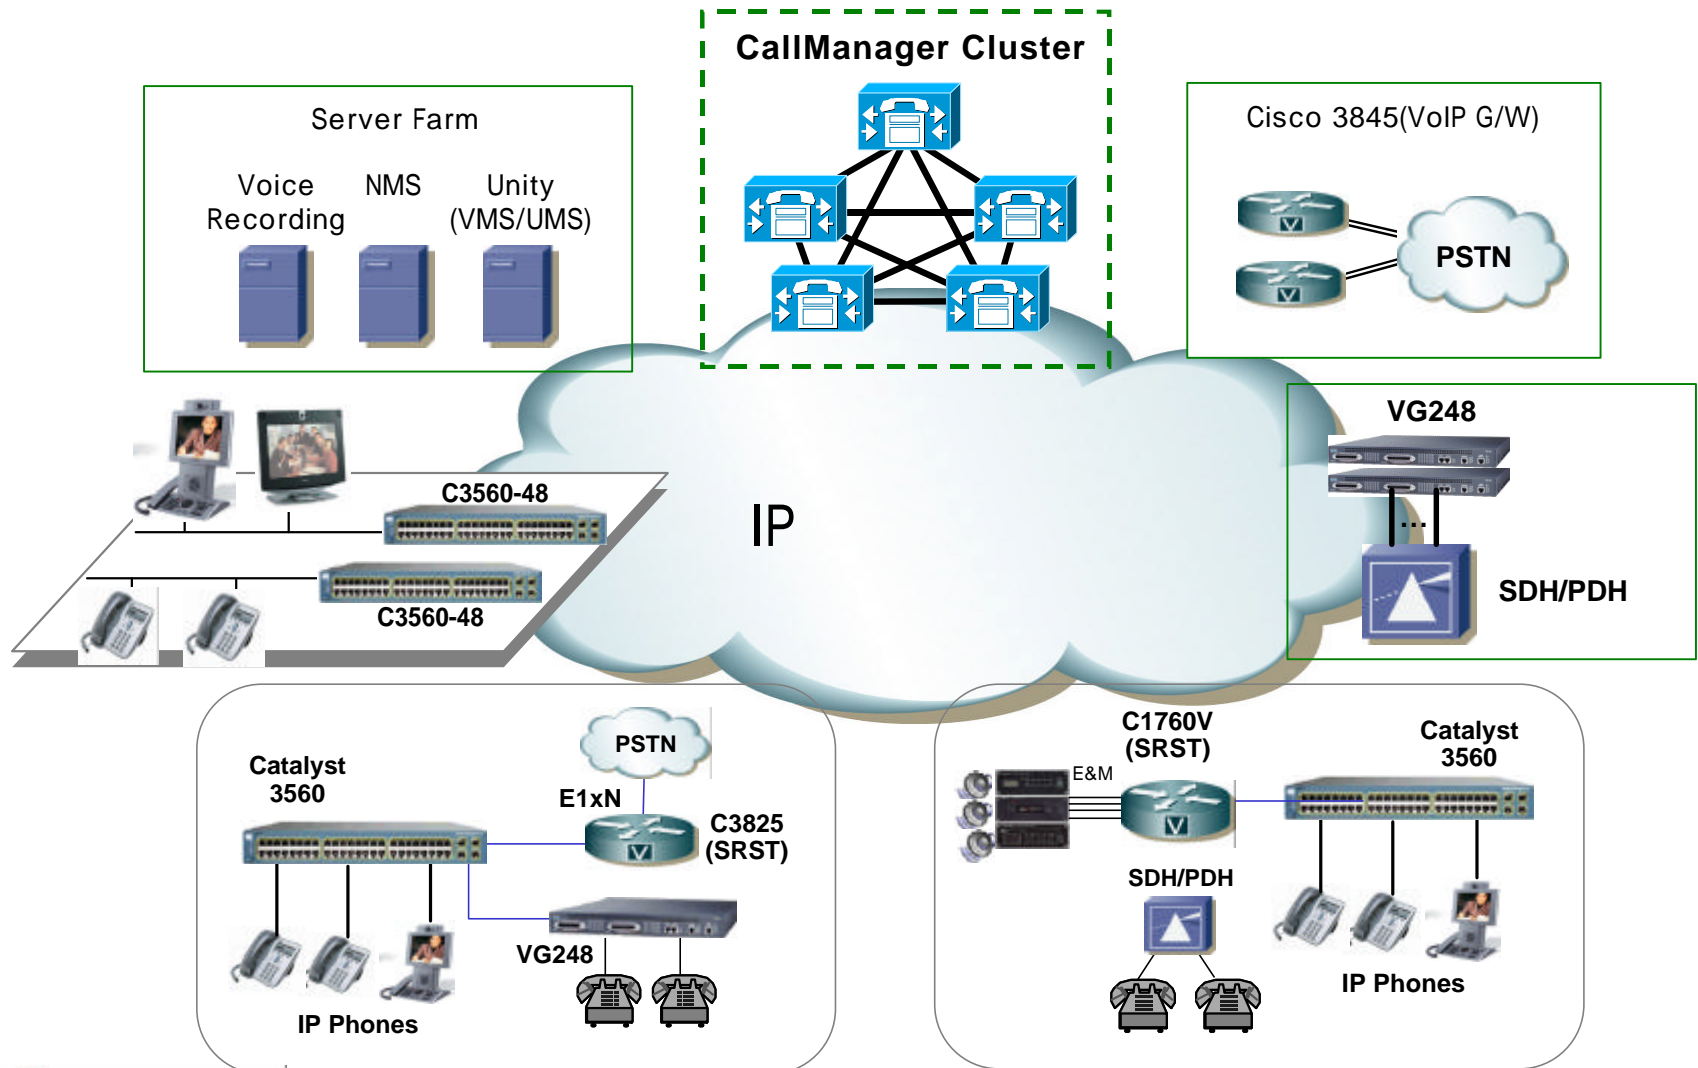 CallManager Cluster
Server Farm
Voice
Recording
NMS
Unity
(VMS/UMS)
Cisco 3845(VoIP G/W)
V
V
PSTN
VG248
...
SDH/PDH
C3560-48
C3560-48
IP
PSTN
Catalyst
3560
E1xN
C3825
(SRST)
V
VG248
IP Phones
C1760V
(SRST)
E&M
V
Catalyst
3560
SDH/PDH
IP Phones